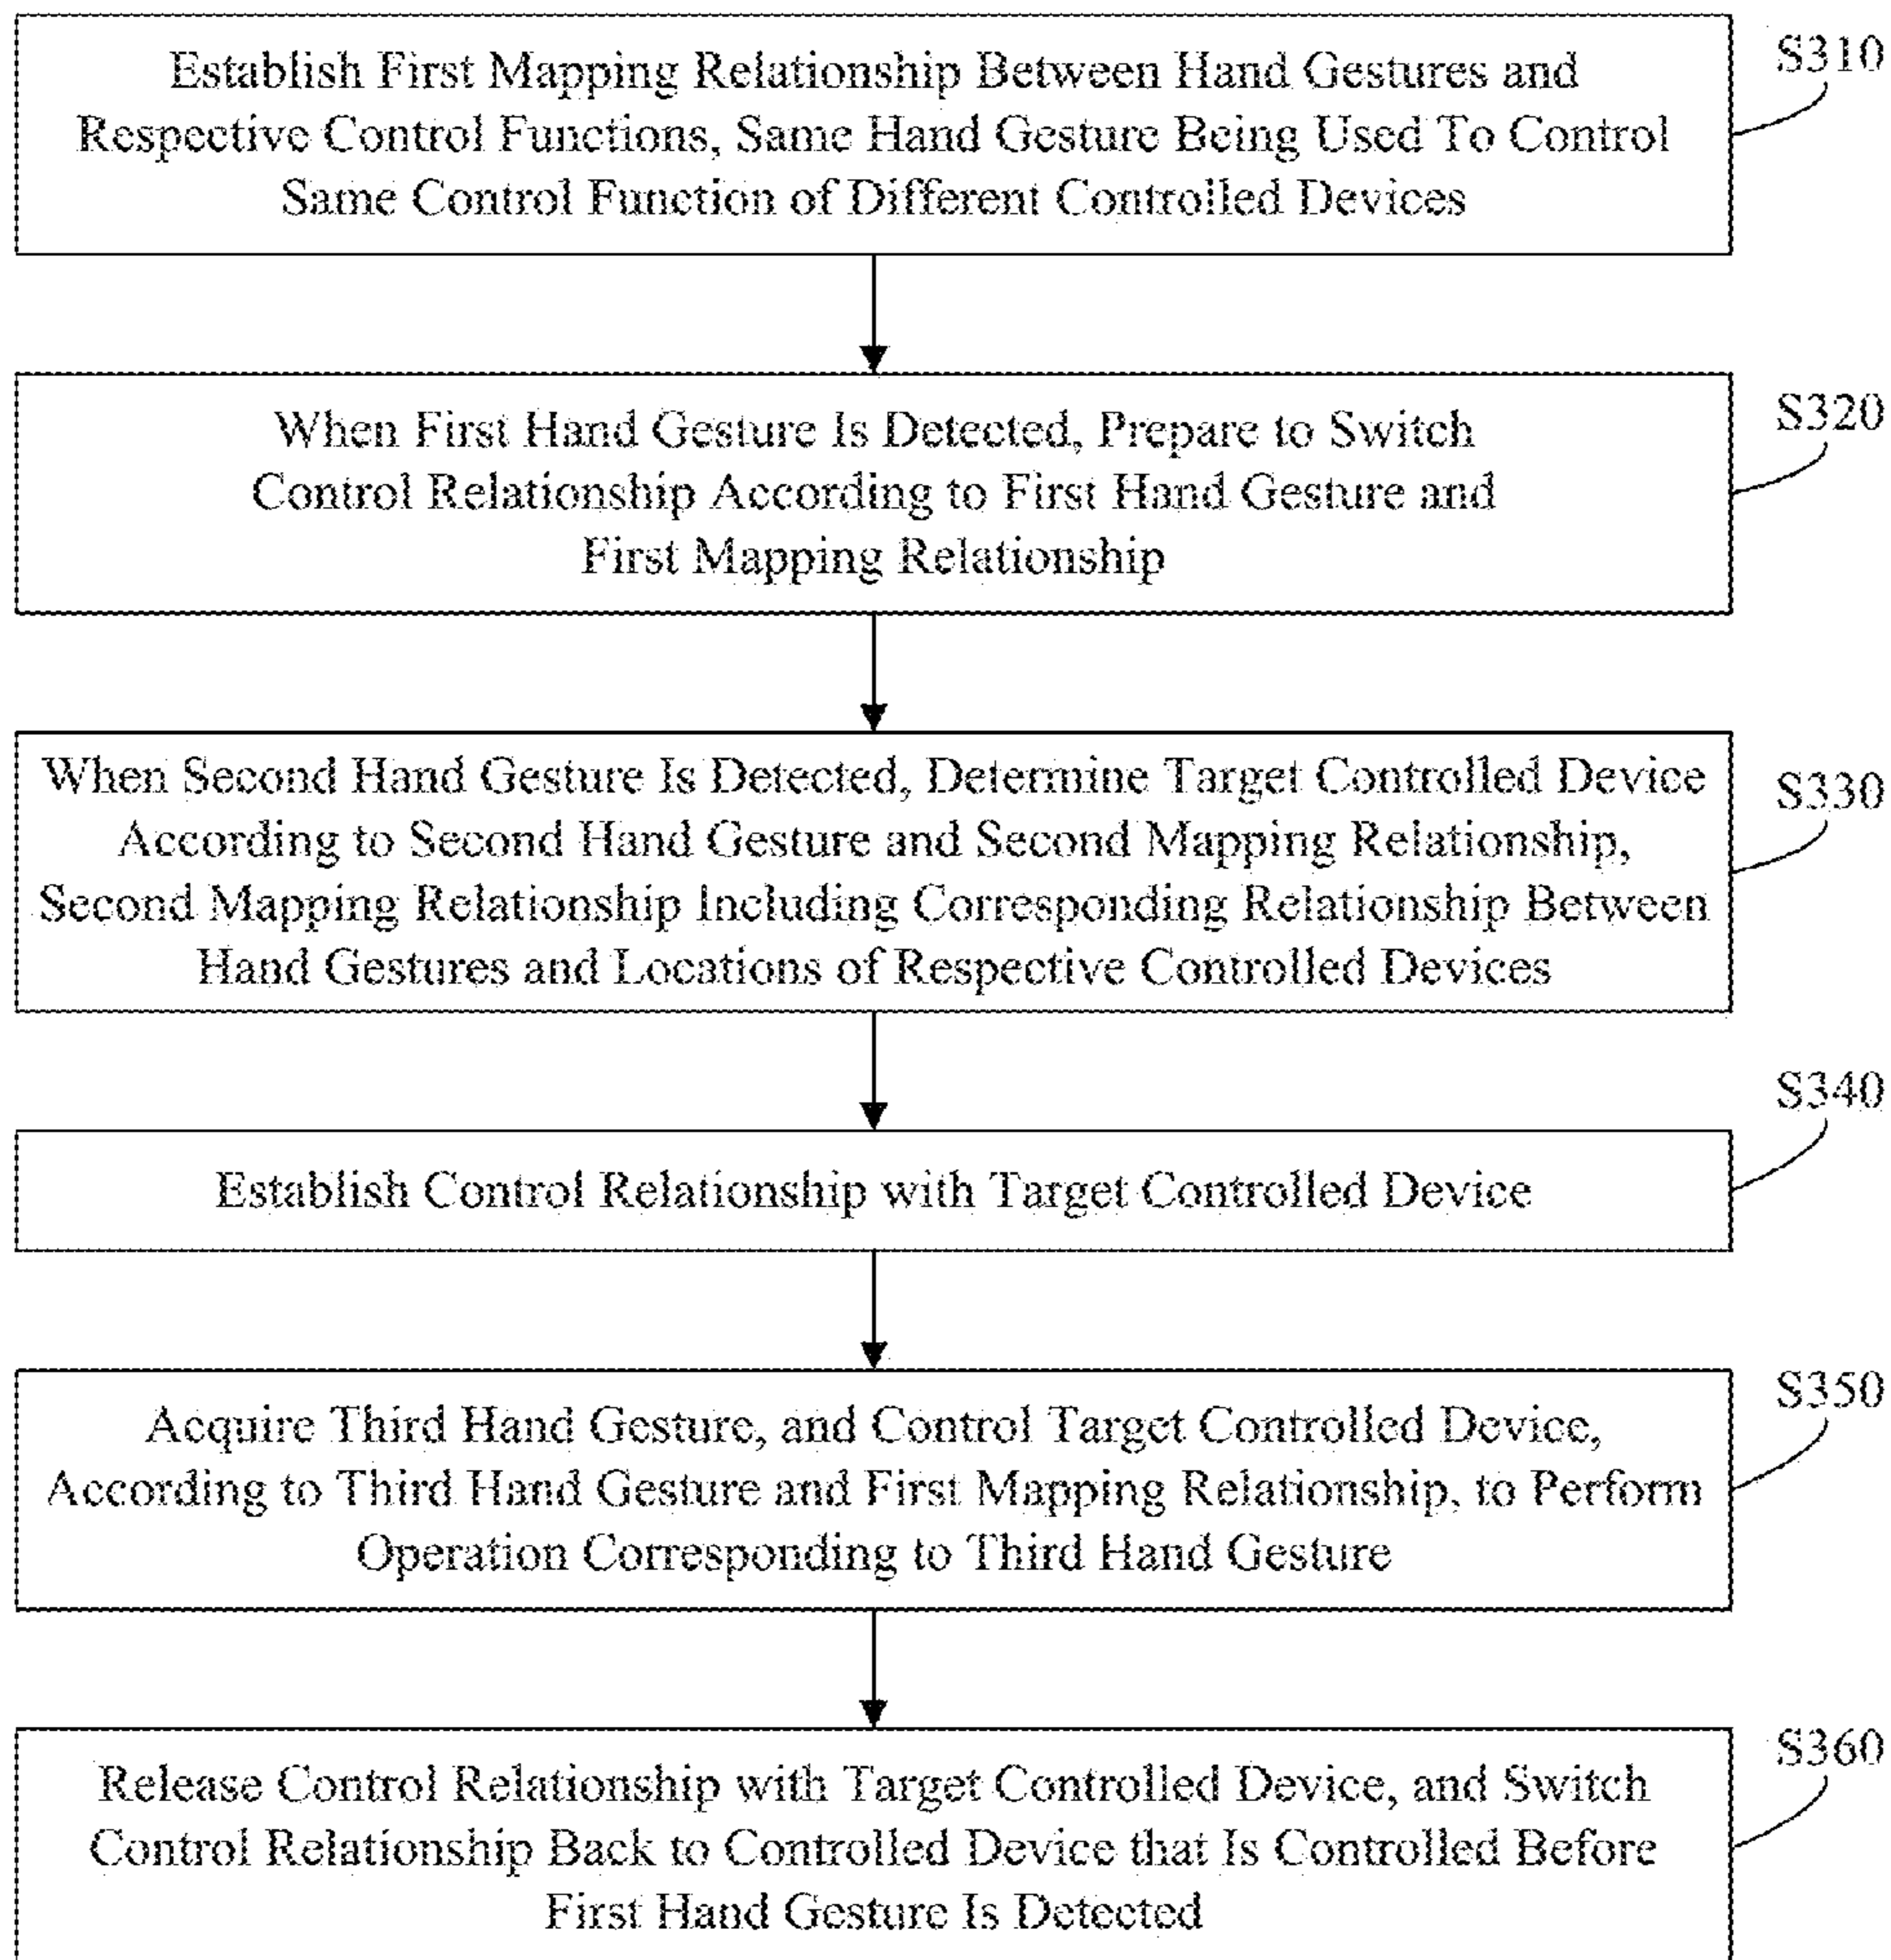 Establish First Mapping Relationship Between Hand Gestures and
Respective Control Functions, Same Hand Gesture Being Used To Control
Same Control Function of Different Controlled Devices
S310
When First Hand Gesture Is Detected, Prepare to Switch
Control Relationship According to First Hand Gesture and
First Mapping Relationship
S320
When Second Hand Gesture Is Detected, Determine Target Controlled Device
According to Second Hand Gesture and Second Mapping Relationship,
Second Mapping Relationship Including Corresponding Relationship Between
Hand Gestures and Locations of Respective Controlled Devices
S330
Establish Control Relationship with Target Controlled Device
S340
Acquire Third Hand Gesture, and Control Target Controlled Device,
According to Third Hand Gesture and First Mapping Relationship, to Perform
Operation Corresponding to Third Hand Gesture
S350
Release Control Relationship with Target Controlled Device, and Switch
Control Relationship Back to Controlled Device that Is Controlled Before
First Hand Gesture Is Detected
S360